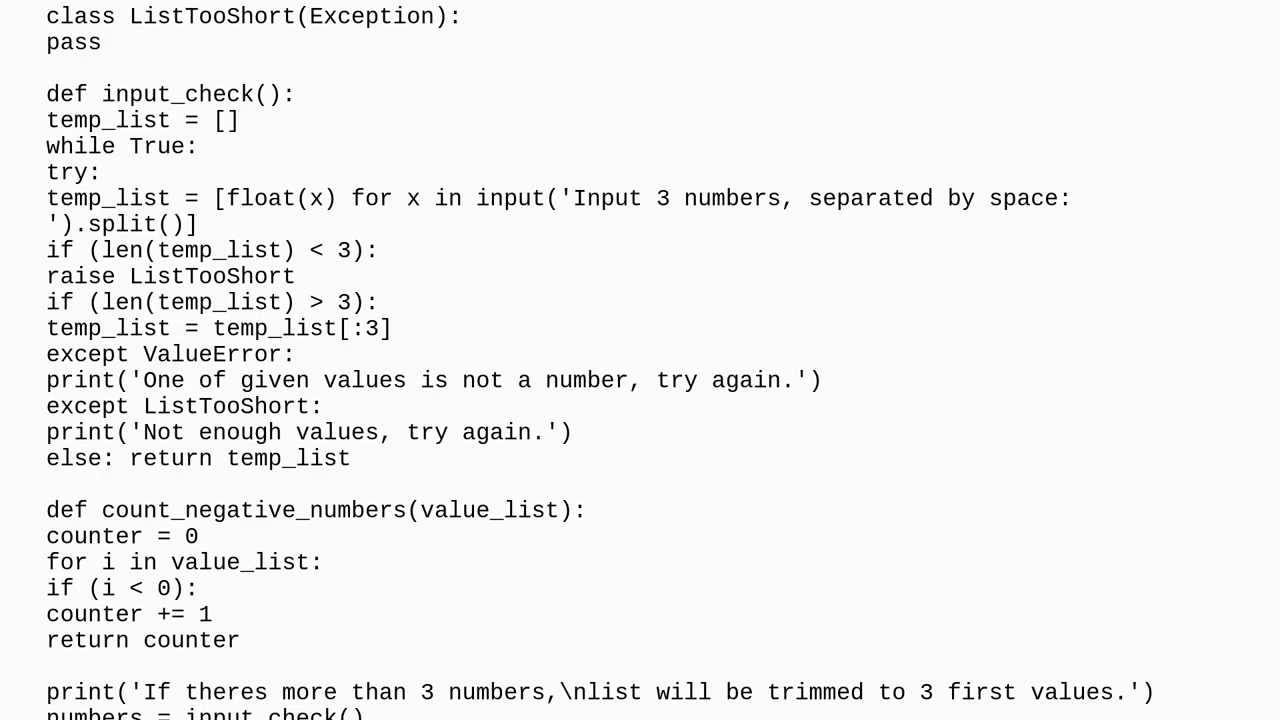 class ListTooShort(Exception):
pass
def input_check():
temp_list = []
while True:
try:
temp_list = [float(x) for x in input('Input 3 numbers, separated by space:
').split()]
if (len(temp_list) < 3):
raise ListTooShort
if (len(temp_list) > 3):
temp_list = temp_list[:3]
except ValueError:
print('One of given values is not a number, try again.')
except ListTooShort:
print('Not enough values, try again.')
else: return temp_list
def count_negative_numbers(value_list):
counter = 0
for i in value_list:
if (i < 0):
counter += 1
return counter
print('If theres more than 3 numbers,\nlist will be trimmed to 3 first values.')
numbers = input_check()